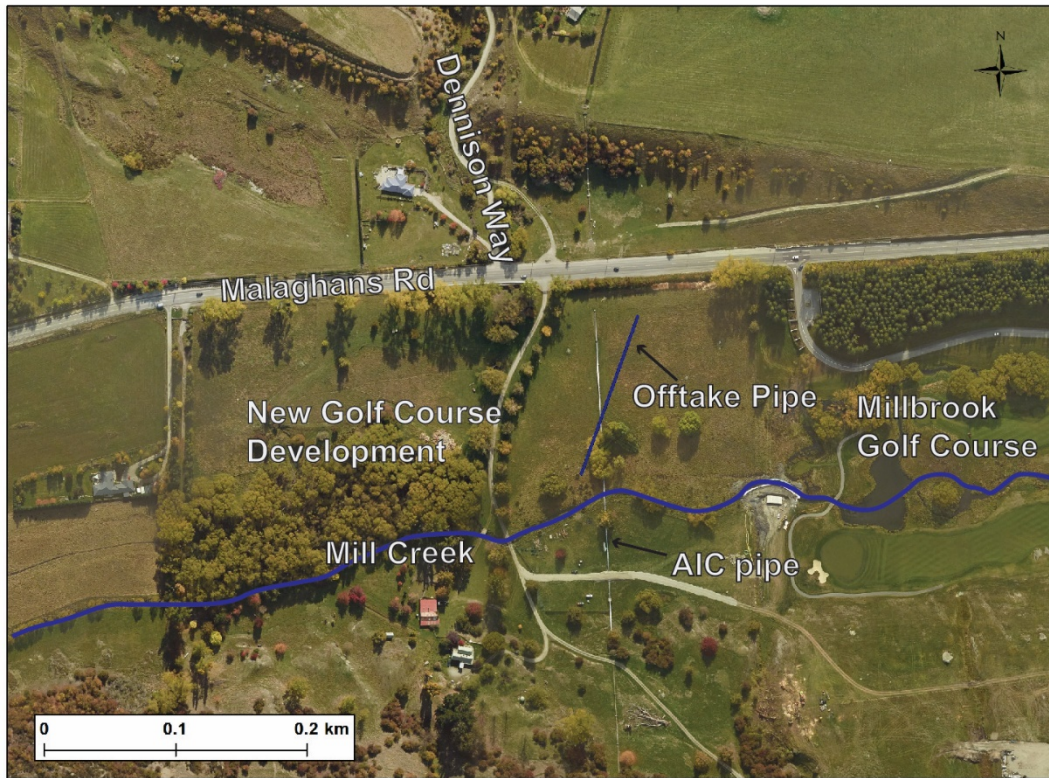 N
Dennison Way
Malaghans Rd
Offtake Pipe
New Golf Course
Development
Millbrook
Golf Course
Mill Creek
AIC pipe
0 0.1 0.2 km